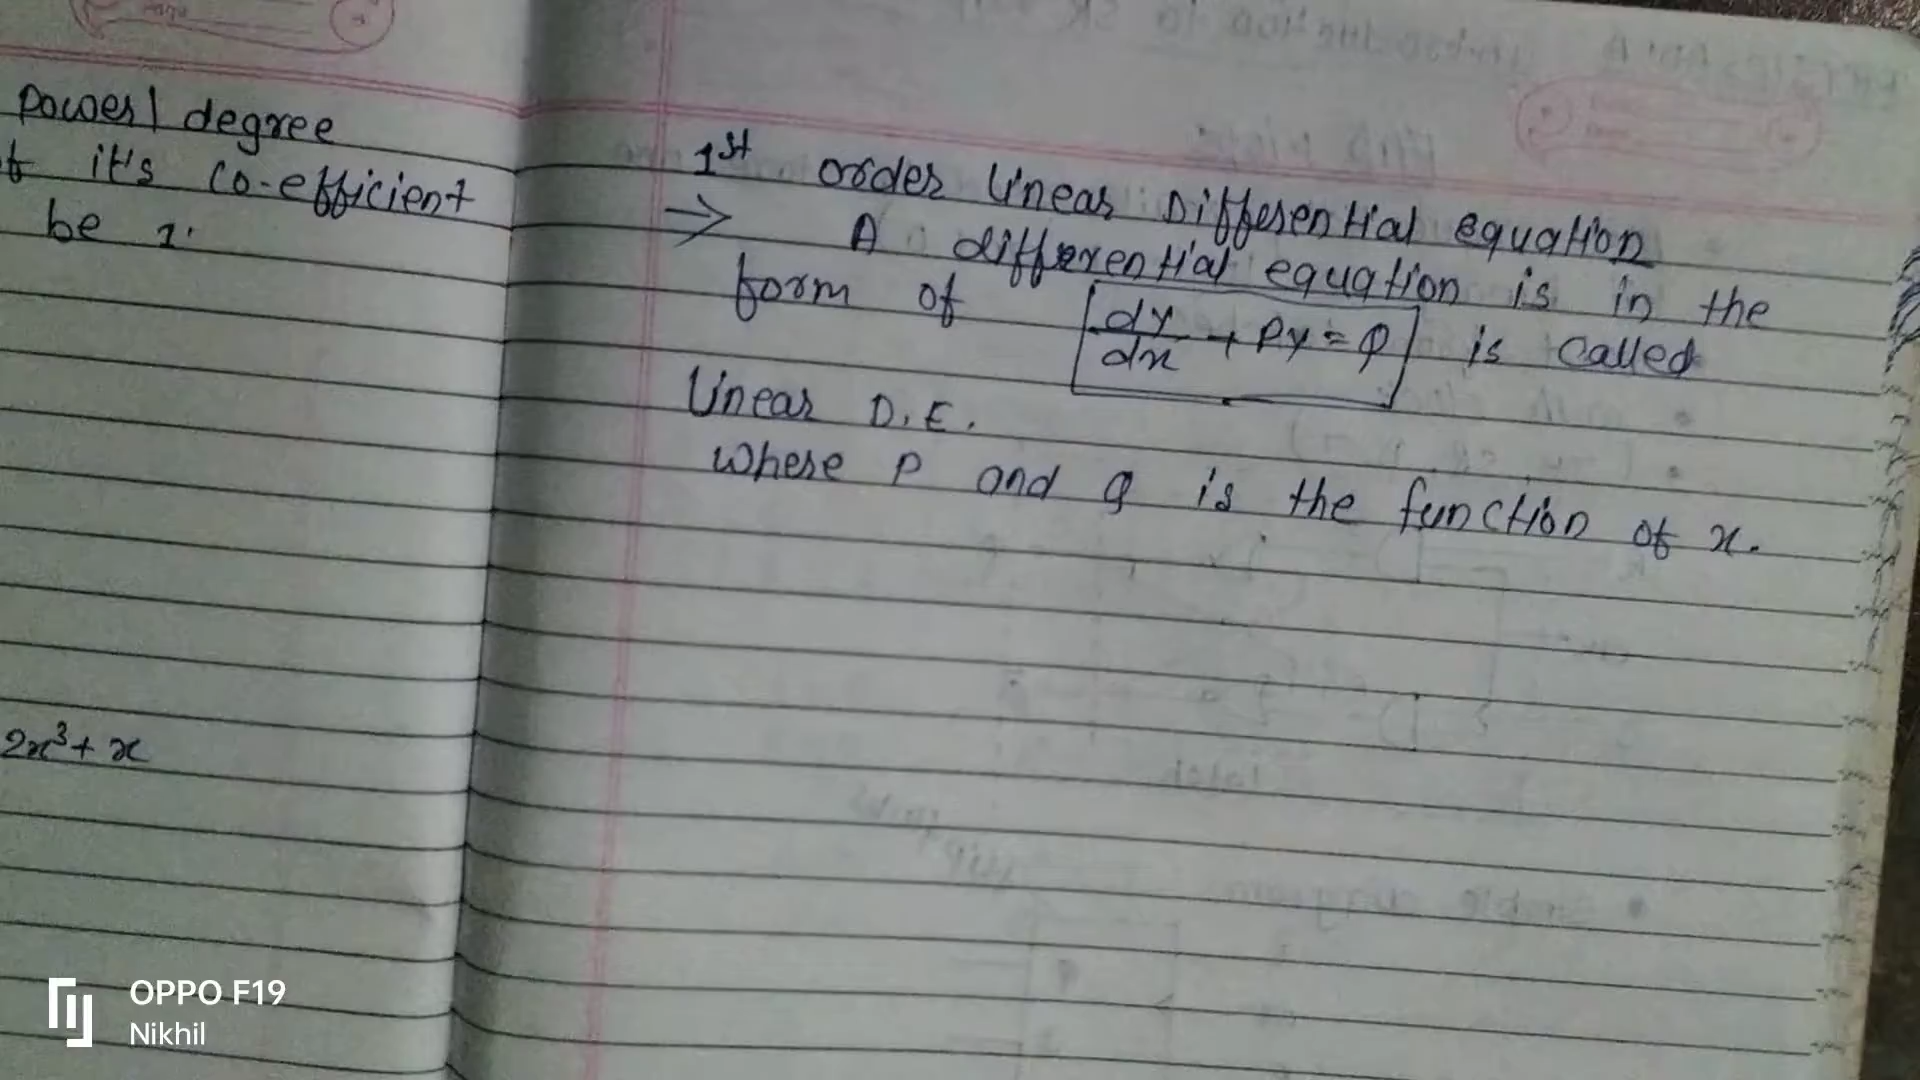 power| degree
it's co-efficient
be 1.
2x³ + x
1st order linear Differential equation
⇒ A differential equation is in the
form of dy/dx + Py = Q is called
linear D.E.
where P and Q is the function of x.
OPPO F19
Nikhil